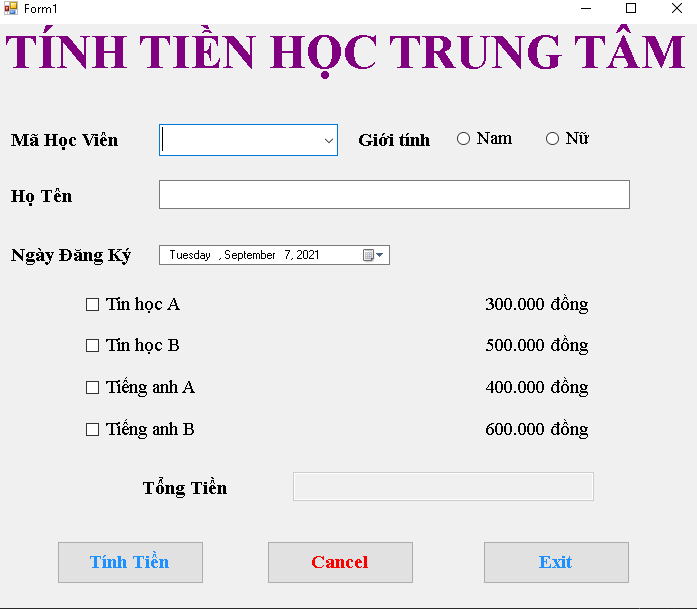 Form1
TÍNH TIỀN HỌC TRUNG TÂM
Mã Học Viên Giới tính Nam Nữ
Họ Tên
Ngày Đăng Ký Tuesday , September 7, 2021
Tin học A 300.000 đồng
Tin học B 500.000 đồng
Tiếng anh A 400.000 đồng
Tiếng anh B 600.000 đồng
Tổng Tiền
Tính Tiền Cancel Exit